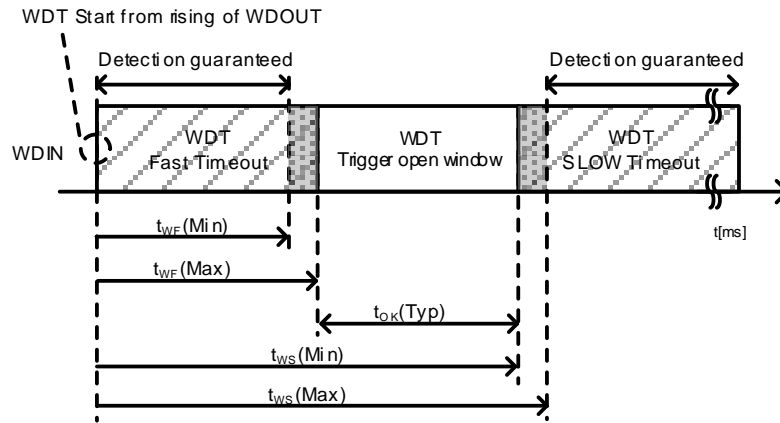 WDT Start from rising of WDOUT
Detection guaranteed
Detection guaranteed
WDIN
WDT
Fast Timeout
WDT
Trigger open window
WDT
SLOW Timeout
t[ms]
tWF(Min)
tWF(Max)
tOK(Typ)
tWS(Min)
tWS(Max)